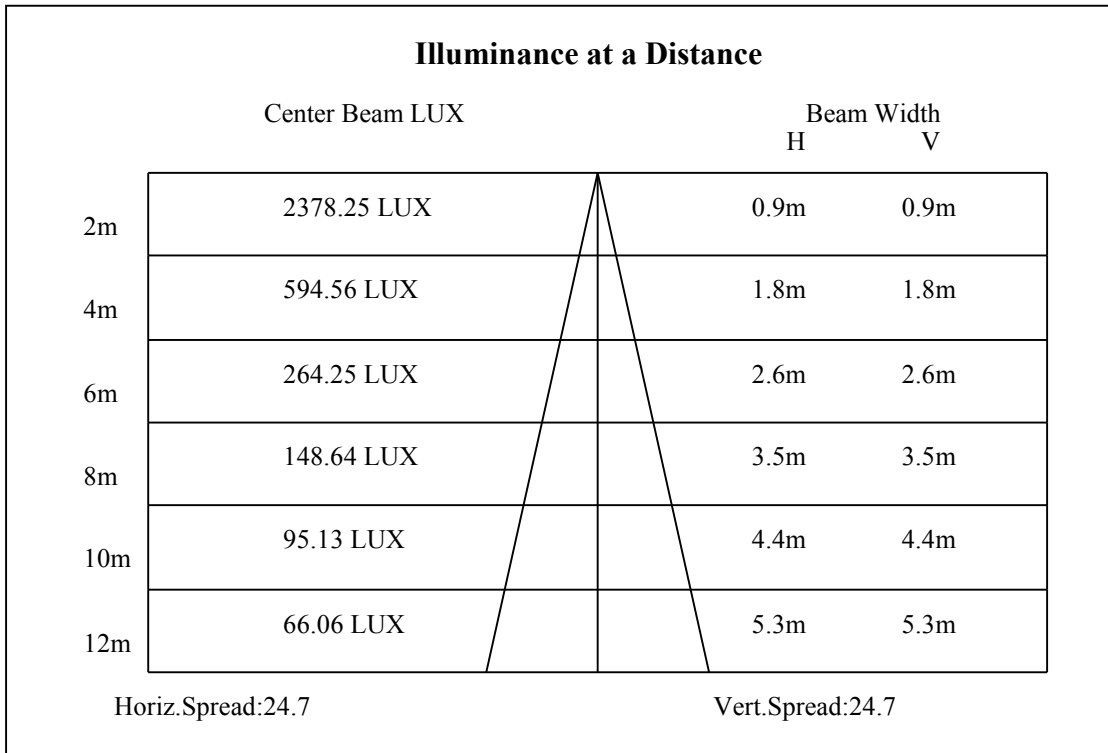 Illuminance at a Distance
Center Beam LUX Beam Width
H V
2m 2378.25 LUX 0.9m 0.9m
4m 594.56 LUX 1.8m 1.8m
6m 264.25 LUX 2.6m 2.6m
8m 148.64 LUX 3.5m 3.5m
10m 95.13 LUX 4.4m 4.4m
12m 66.06 LUX 5.3m 5.3m
Horiz.Spread:24.7 Vert.Spread:24.7